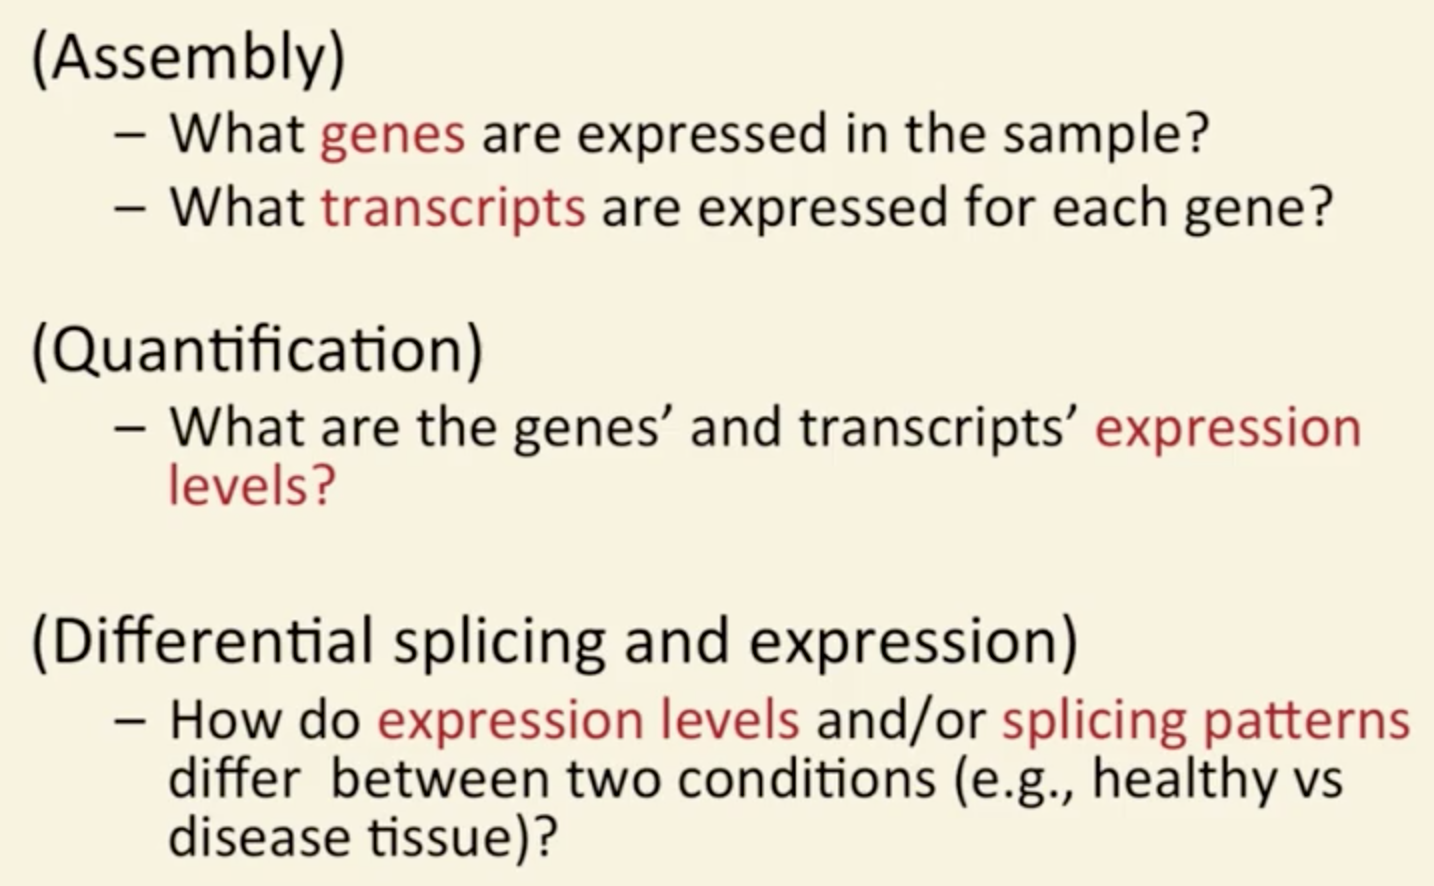 (Assembly)
– What genes are expressed in the sample?
– What transcripts are expressed for each gene?
(Quantification)
– What are the genes’ and transcripts’ expression
levels?
(Differential splicing and expression)
– How do expression levels and/or splicing patterns
differ between two conditions (e.g., healthy vs
disease tissue)?